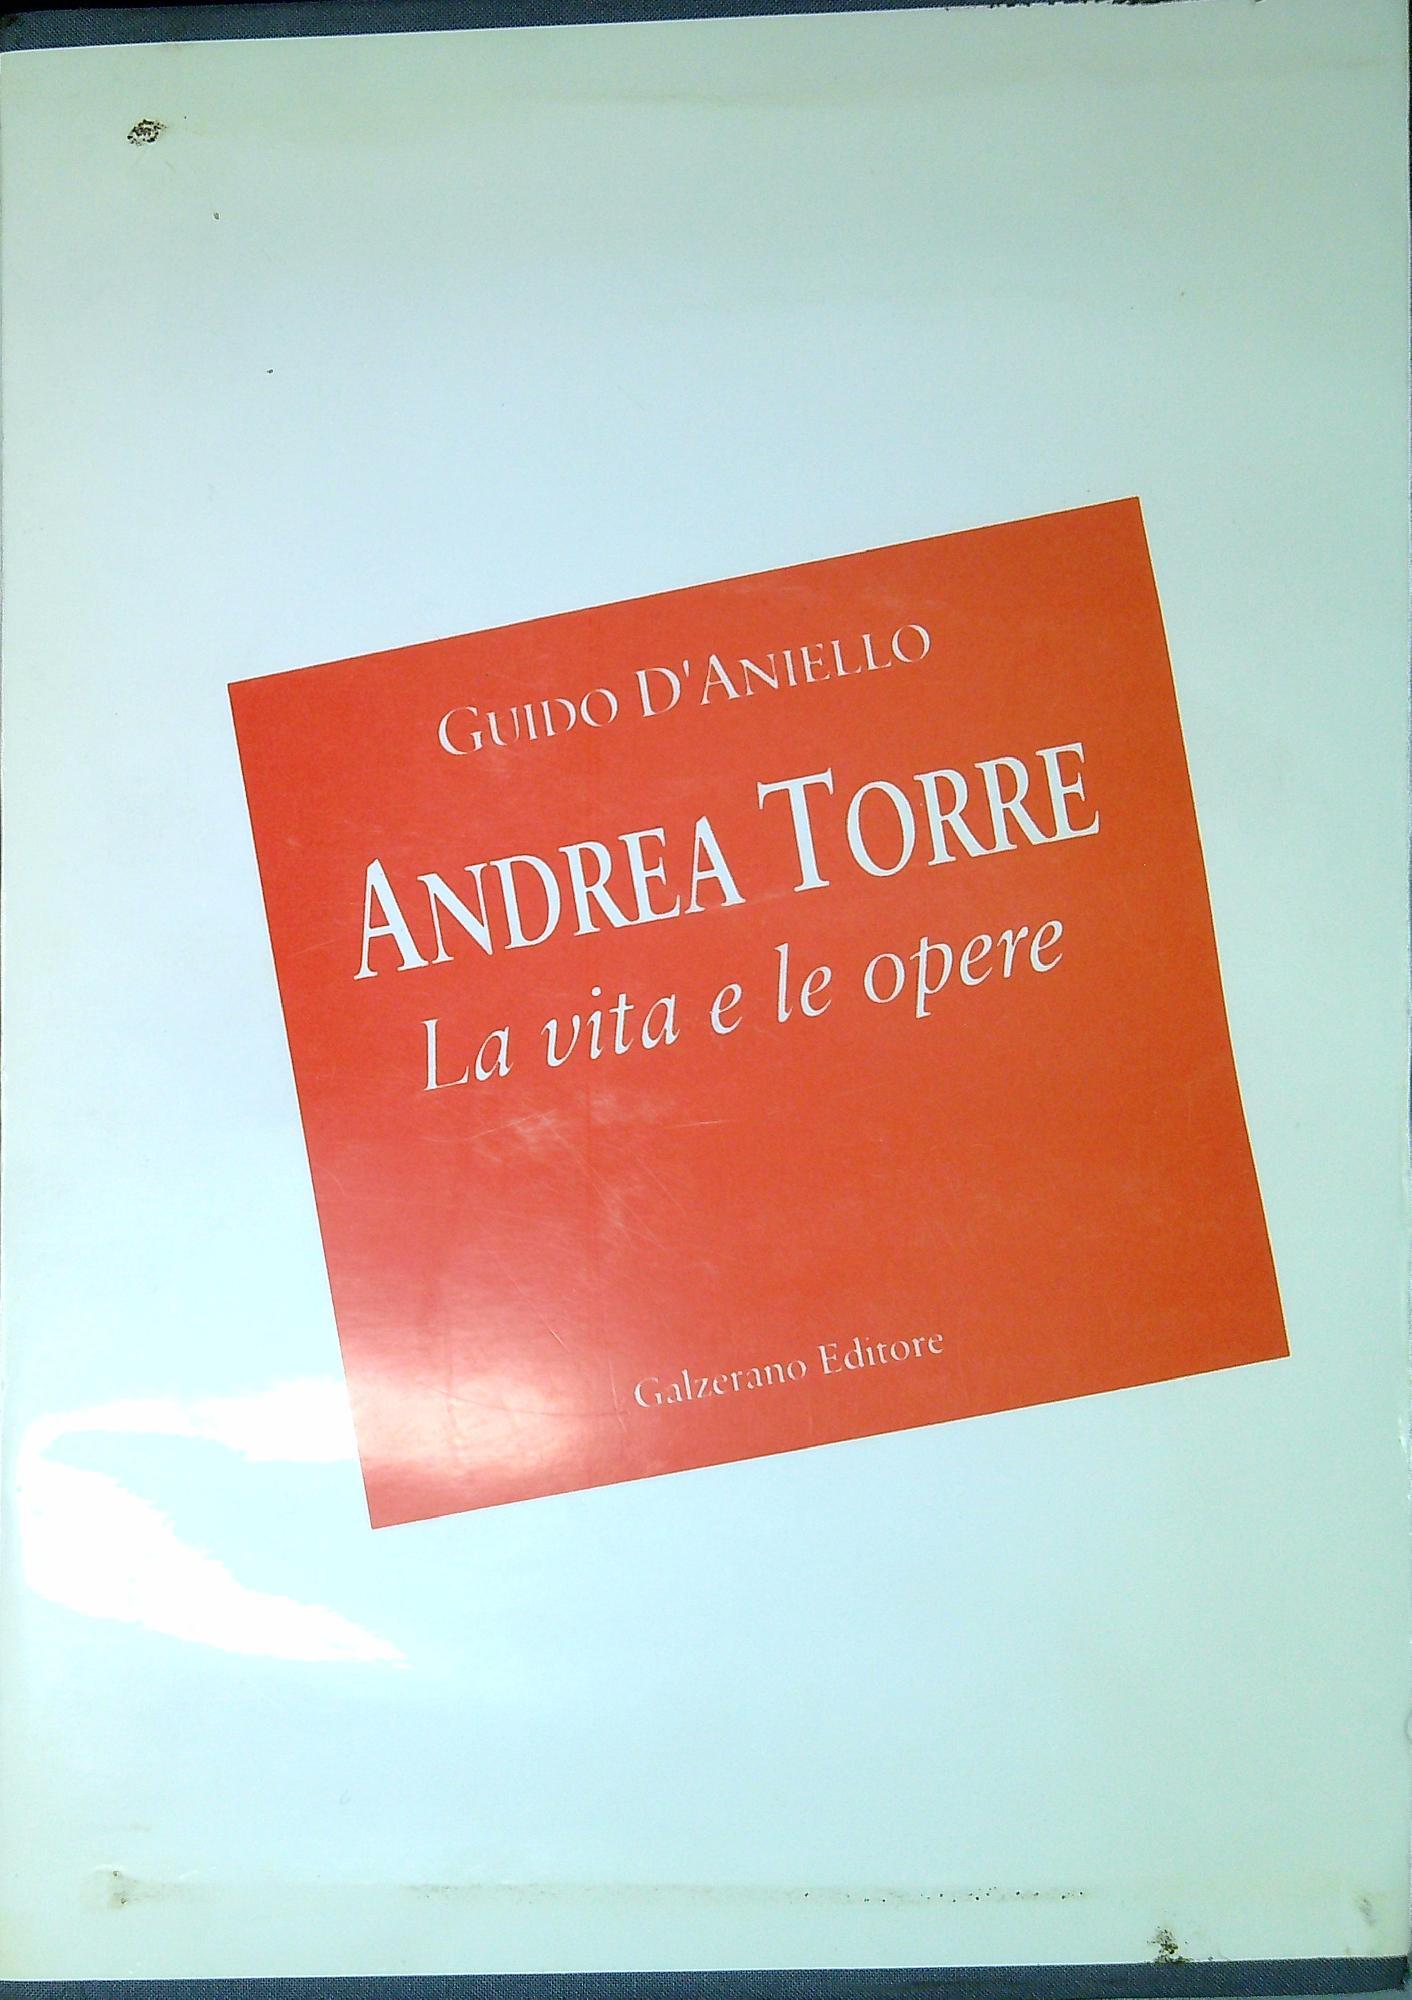 GUIDO D'ANIELLO
ANDREA TORRE
La vita e le opere
Galzerano Editore